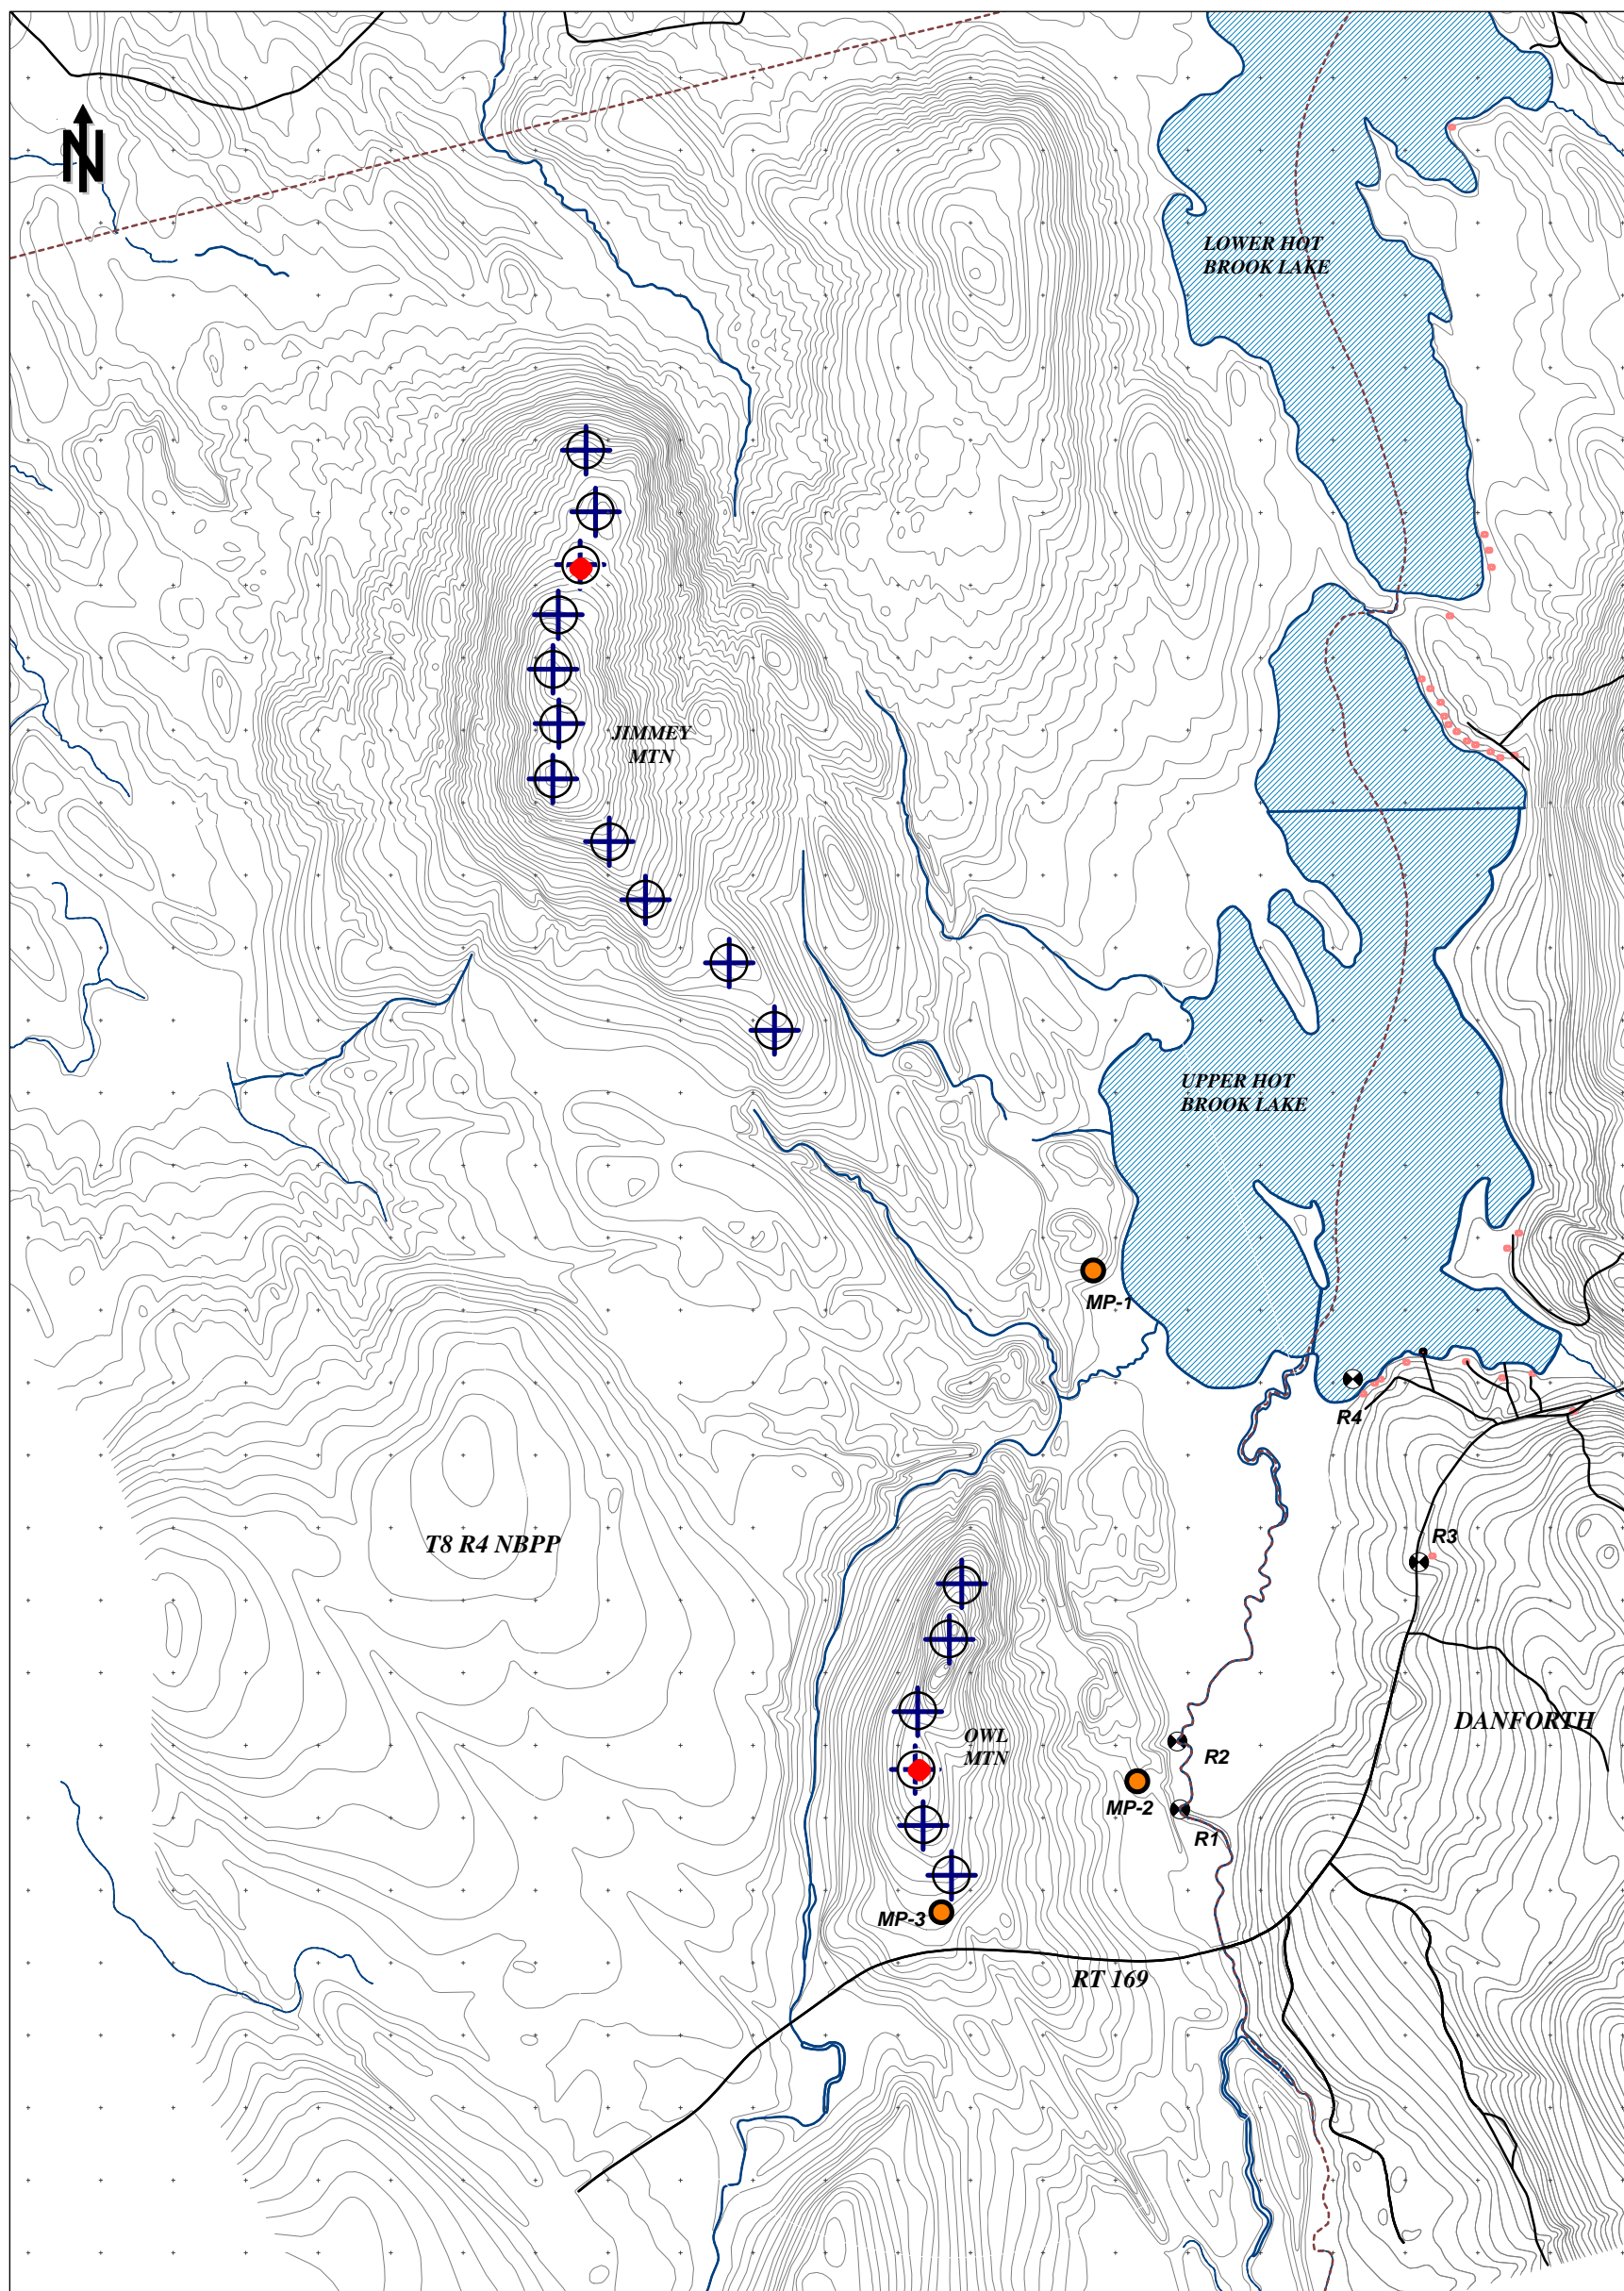 N
LOWER HOT
BROOK LAKE
JIMMEY
MTN
UPPER HOT
BROOK LAKE
MP-1
R4
R3
T8 R4 NBPP
DANFORTH
OWL
MTN
R2
MP-2
R1
MP-3
RT 169